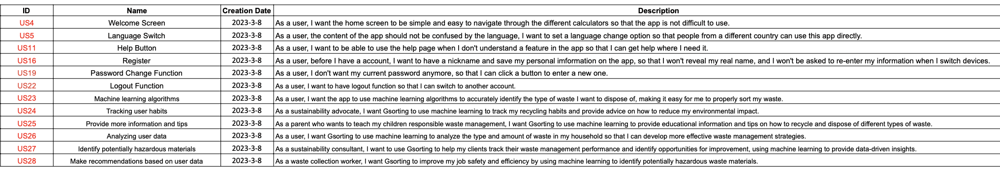 ID Name Creation Date Description
US4 Welcome Screen 2023-3-8 As a user, I want the home screen to be simple and easy to navigate through the different calculators so that the app is not difficult to use.
US5 Language Switch 2023-3-8 As a user, the content of the app should not be confused by the language, I want to set a language change option so that people from a different country can use this app directly.
US11 Help Button 2023-3-8 As a user, I want to be able to use the help page when I don't understand a feature in the app so that I can get help where I need it.
US16 Register 2023-3-8 As a user, before I have a account, I want to have a nickname and save my personal imformation on the app, so that I won't reveal my real name, and I won't be asked to re-enter my information when I switch devices.
US19 Password Change Function 2023-3-8 As a user, I don't want my current password anymore, so that I can click a button to enter a new one.
US22 Logout Function 2023-3-8 As a user, I want to have logout function so that I can switch to another account.
US23 Machine learning algorithms 2023-3-8 As a user, I want the app to use machine learning algorithms to accurately identify the type of waste I want to dispose of, making it easy for me to properly sort my waste.
US24 Tracking user habits 2023-3-8 As a sustainability advocate, I want Gsorting to use machine learning to track my recycling habits and provide advice on how to reduce my environmental impact.
US25 Provide more information and tips 2023-3-8 As a parent who wants to teach my children responsible waste management, I want Gsorting to use machine learning to provide educational information and tips on how to recycle and dispose of different types of waste.
US26 Analyzing user data 2023-3-8 As a user, I want Gsorting to use machine learning to analyze the type and amount of waste in my household so that I can develop more effective waste management strategies.
US27 Identify potentially hazardous materials 2023-3-8 As a sustainability consultant, I want to use Gsorting to help my clients track their waste management performance and identify opportunities for improvement, using machine learning to provide data-driven insights.
US28 Make recommendations based on user data 2023-3-8 As a waste collection worker, I want Gsorting to improve my job safety and efficiency by using machine learning to identify potentially hazardous waste materials.